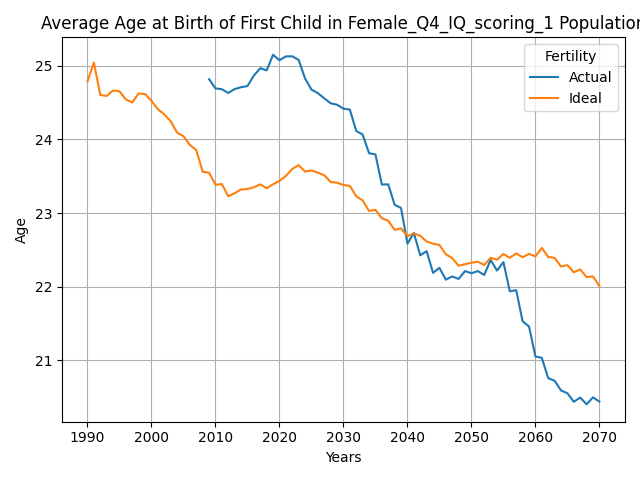 Average Age at Birth of First Child in Female_Q4_IQ_scoring_1 Population
Fertility
Actual
Ideal
25
24
23
22
21
Age
1990 2000 2010 2020 2030 2040 2050 2060 2070
Years